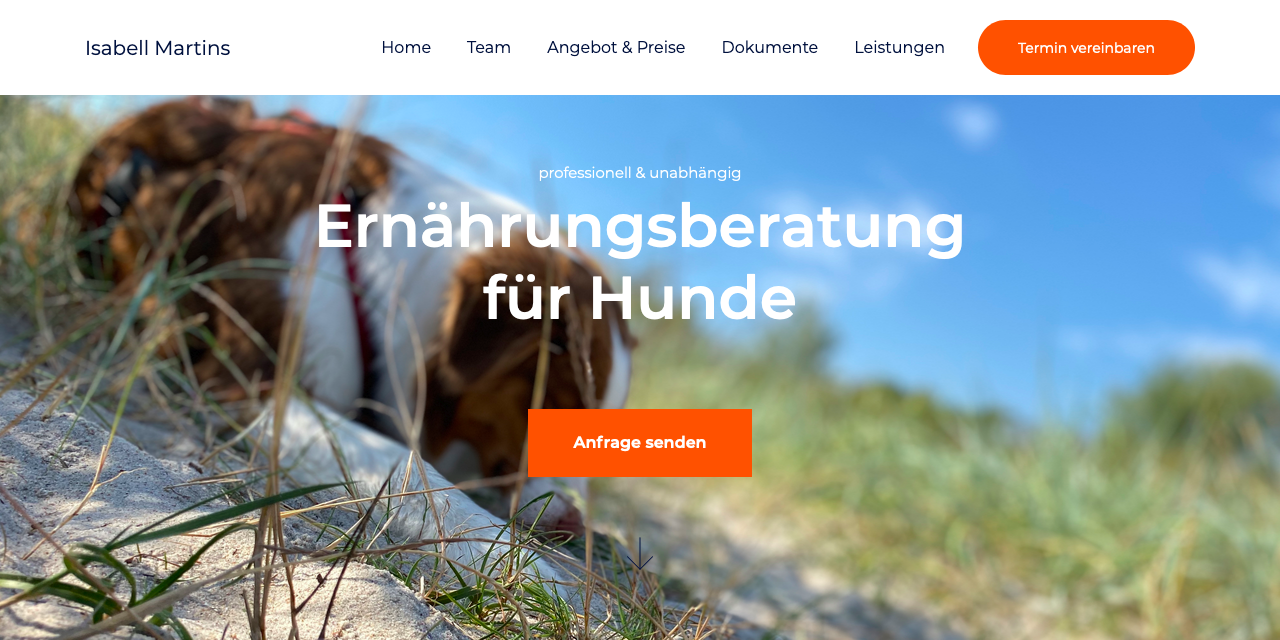 Isabell Martins
Home
Team
Angebot & Preise
Dokumente
Leistungen
Termin vereinbaren
professionell & unabhängig
Ernährungsberatung
für Hunde
Anfrage senden